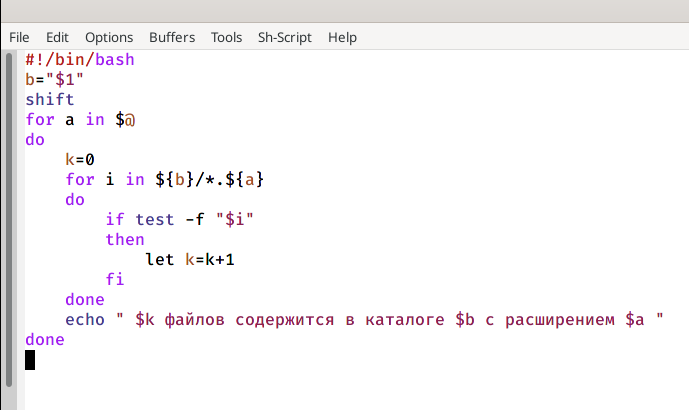 File Edit Options Buffers Tools Sh-Script Help
#!/bin/bash
b="$1"
shift
for a in $@
do
    k=0
    for i in ${b}/*.${a}
    do
        if test -f "$i"
        then
            let k=k+1
        fi
    done
    echo " $k файлов содержится в каталоге $b с расширением $a "
done